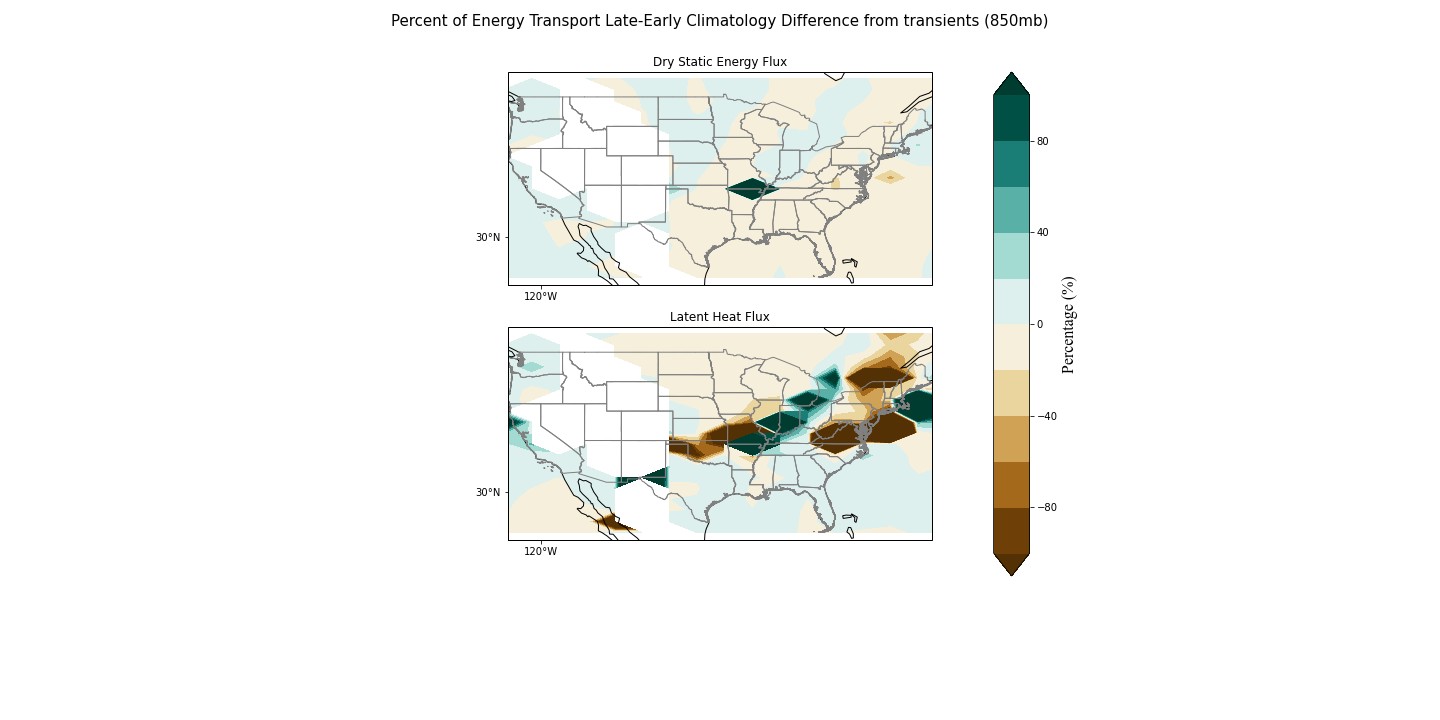 Percent of Energy Transport Late-Early Climatology Difference from transients (850mb)
Dry Static Energy Flux
30°N
120°W
Latent Heat Flux
30°N
120°W
80
40
0
−40
−80
Percentage (%)